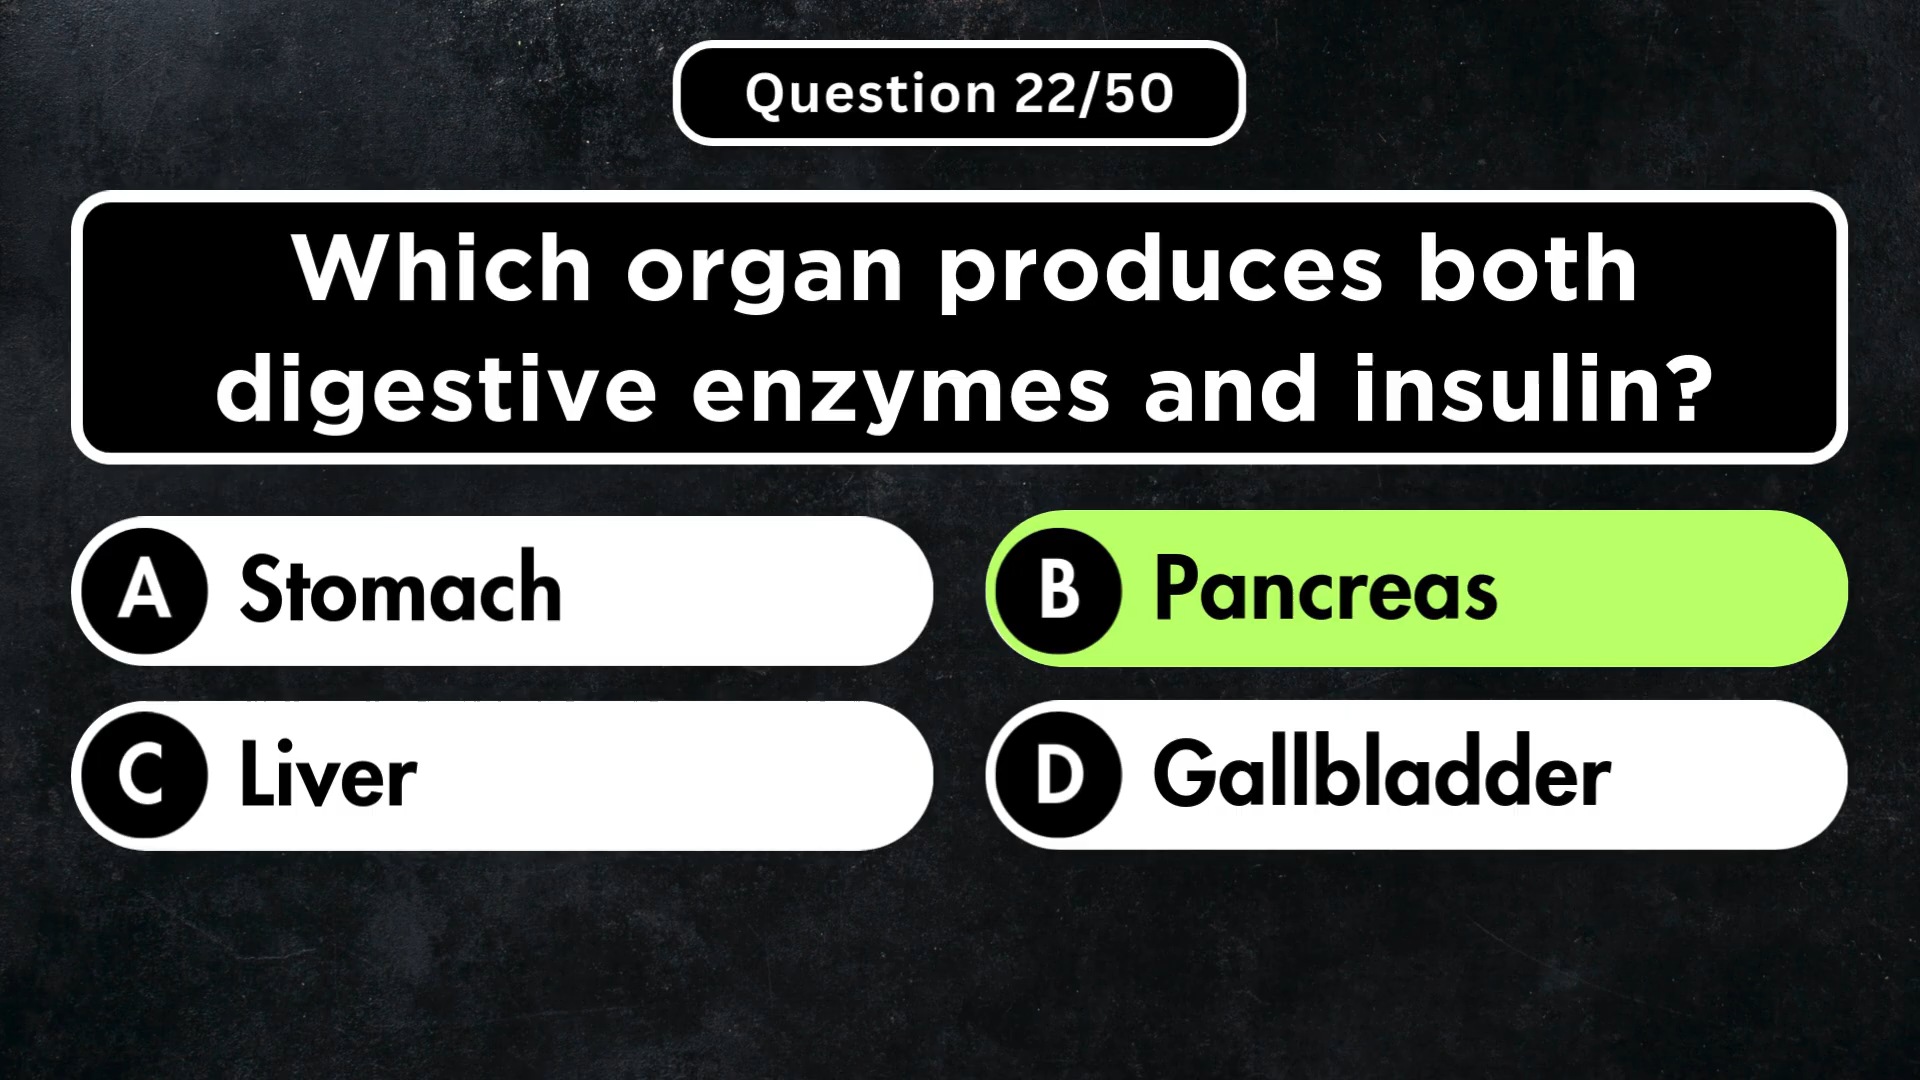 Question 22/50
Which organ produces both
digestive enzymes and insulin?
A Stomach
B Pancreas
C Liver
D Gallbladder